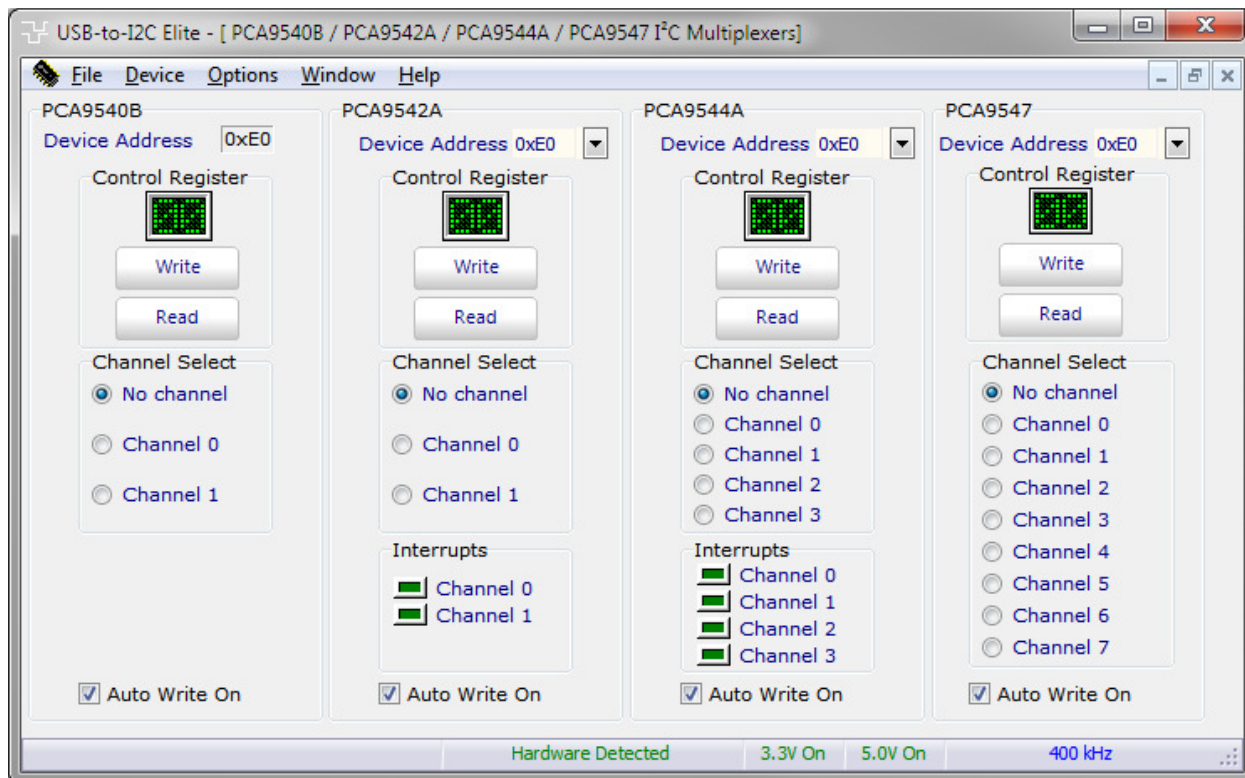 USB-to-I2C Elite - [ PCA9540B / PCA9542A / PCA9544A / PCA9547 I²C Multiplexers]
File Device Options Window Help
PCA9540B
Device Address 0xE0
Control Register
00
Write
Read
Channel Select
No channel
Channel 0
Channel 1
Auto Write On
PCA9542A
Device Address 0xE0
Control Register
00
Write
Read
Channel Select
No channel
Channel 0
Channel 1
Interrupts
Channel 0
Channel 1
Auto Write On
PCA9544A
Device Address 0xE0
Control Register
00
Write
Read
Channel Select
No channel
Channel 0
Channel 1
Channel 2
Channel 3
Interrupts
Channel 0
Channel 1
Channel 2
Channel 3
Auto Write On
PCA9547
Device Address 0xE0
Control Register
00
Write
Read
Channel Select
No channel
Channel 0
Channel 1
Channel 2
Channel 3
Channel 4
Channel 5
Channel 6
Channel 7
Auto Write On
Hardware Detected 3.3V On 5.0V On 400 kHz